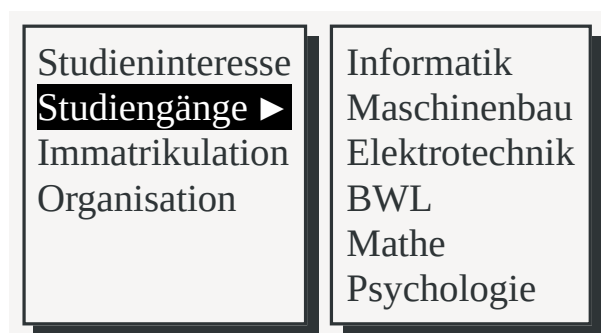 Studieninteresse
Studiengänge ►
Immatrikulation
Organisation
Informatik
Maschinenbau
Elektrotechnik
BWL
Mathe
Psychologie